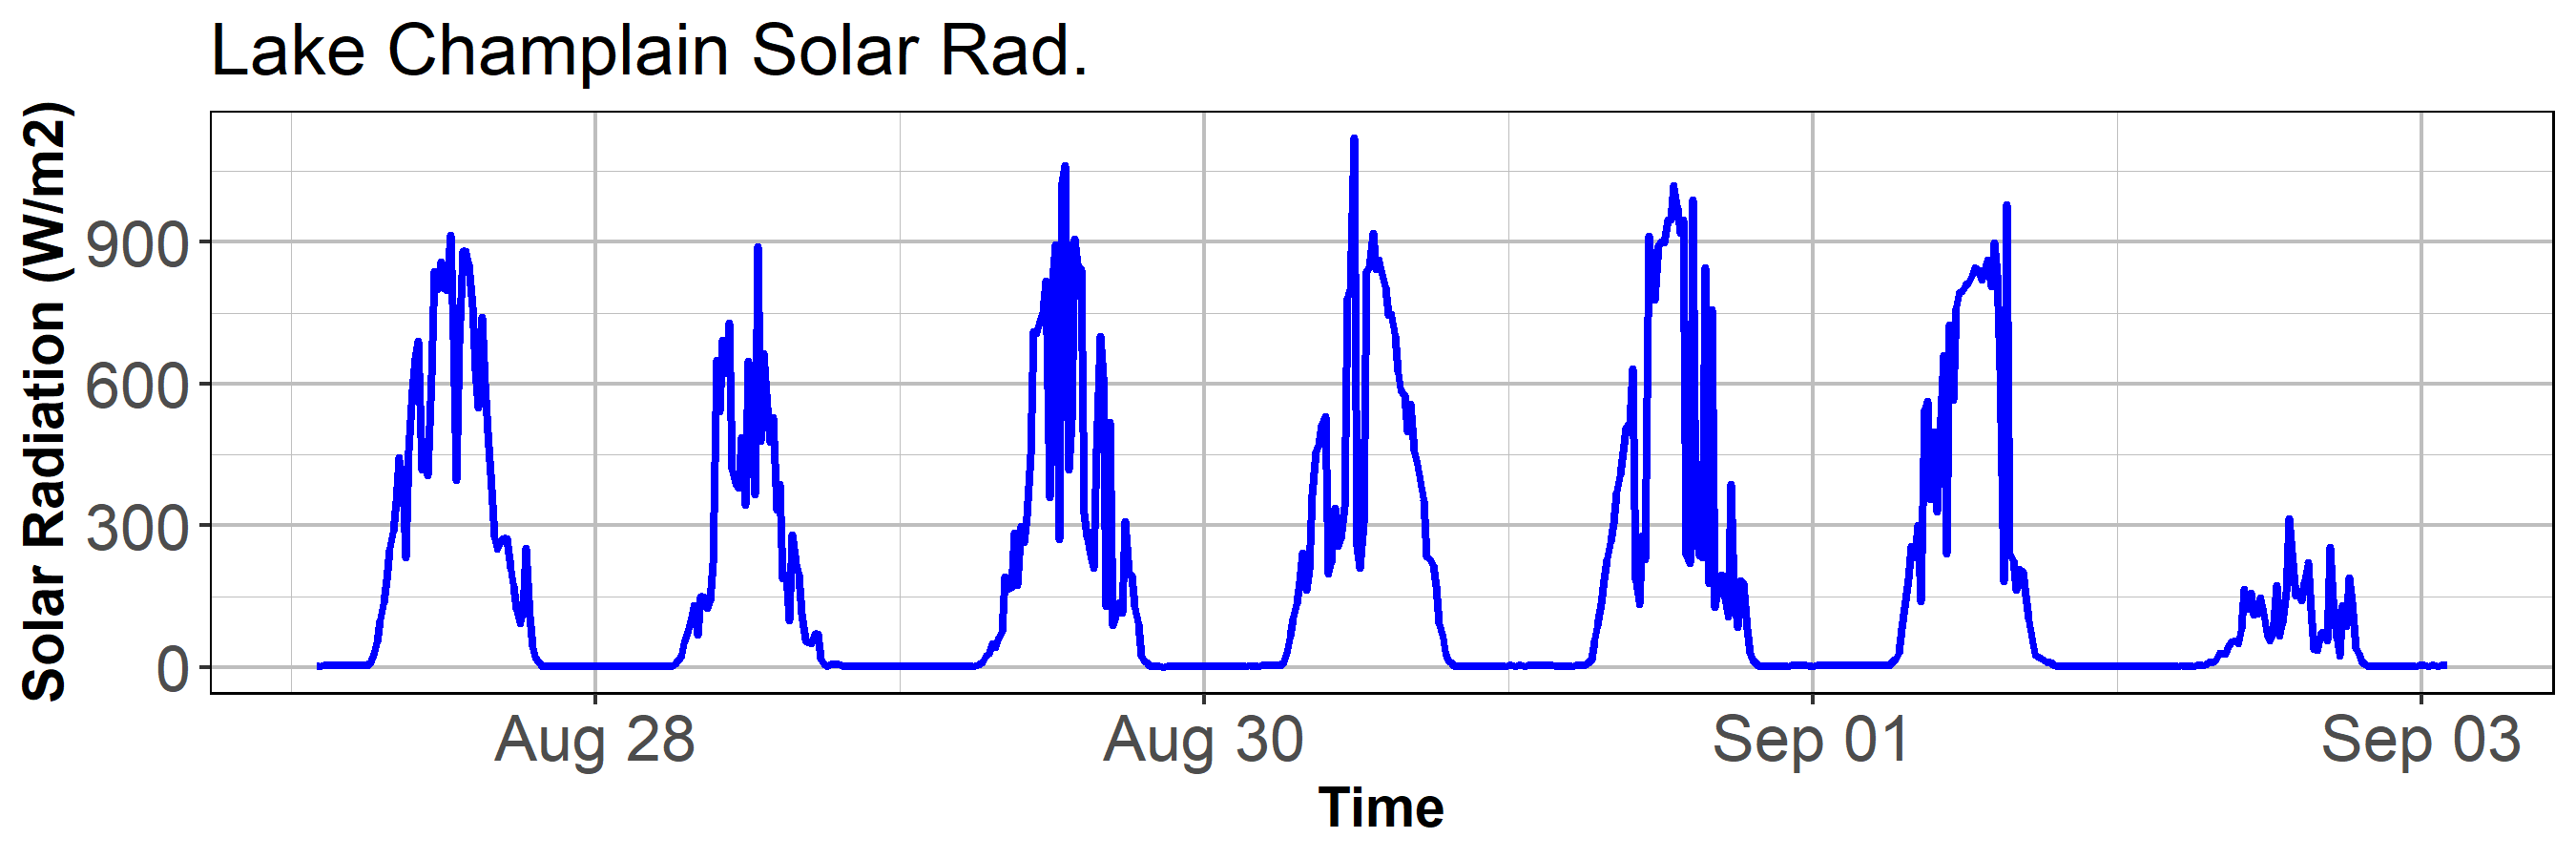 Lake Champlain Solar Rad.
Solar Radiation (W/m2)
900
600
300
0
Aug 28 Aug 30 Sep 01 Sep 03
Time